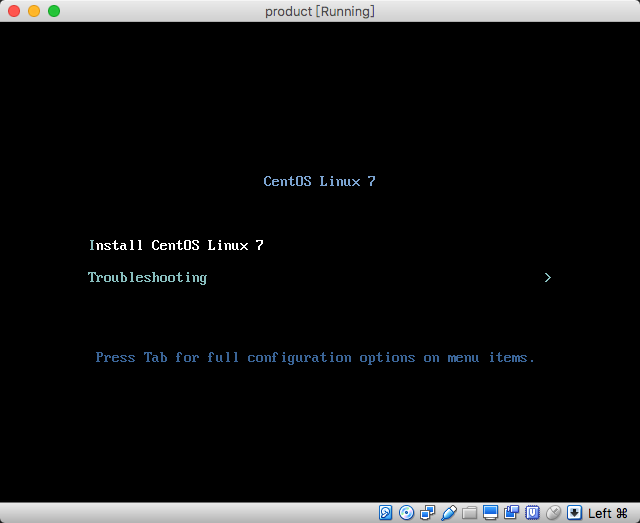 product [Running]
CentOS Linux 7
Install CentOS Linux 7
Troubleshooting >
Press Tab for full configuration options on menu items.
Left ⌘